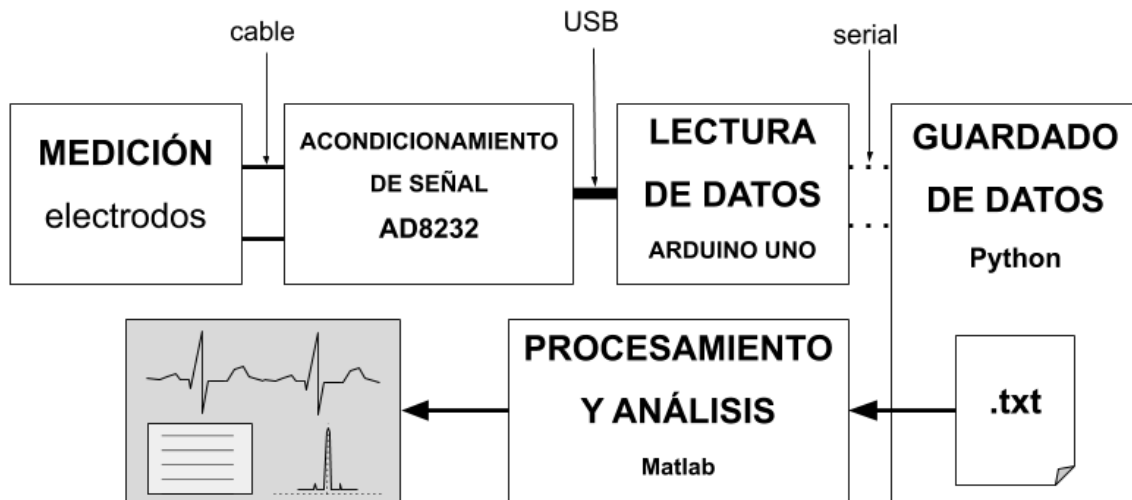 cable
USB
serial
MEDICIÓN
electrodos
ACONDICIONAMIENTO
DE SEÑAL
AD8232
LECTURA
DE DATOS
ARDUINO UNO
GUARDADO
DE DATOS
Python
PROCESAMIENTO
Y ANÁLISIS
Matlab
.txt